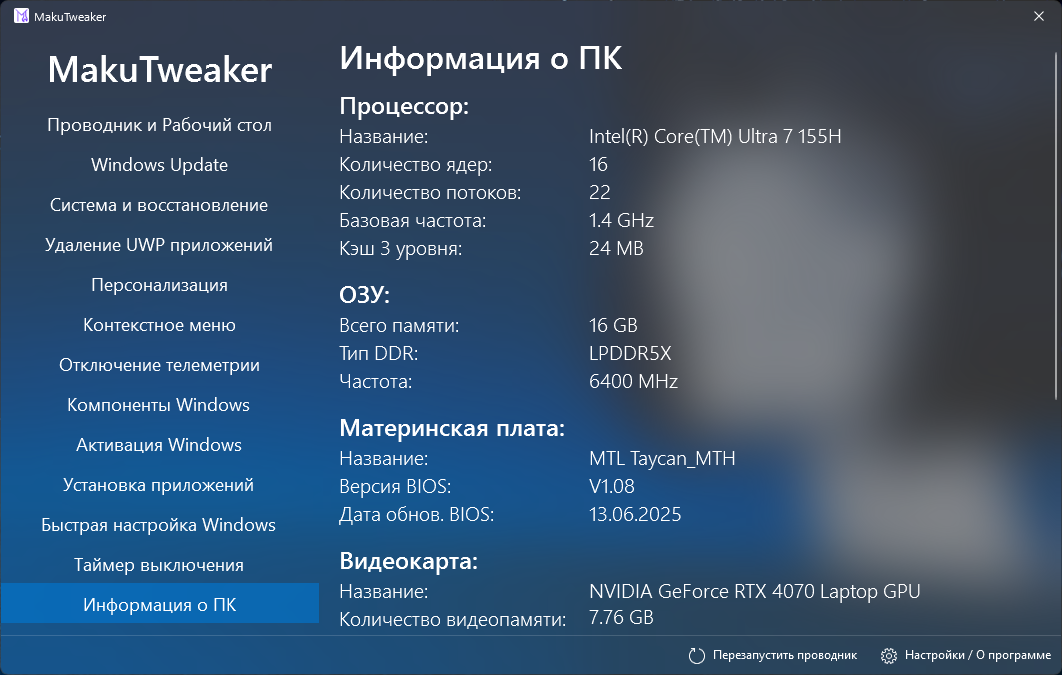 MakuTweaker
MakuTweaker
Проводник и Рабочий стол
Windows Update
Система и восстановление
Удаление UWP приложений
Персонализация
Контекстное меню
Отключение телеметрии
Компоненты Windows
Активация Windows
Установка приложений
Быстрая настройка Windows
Таймер выключения
Информация о ПК
Информация о ПК
Процессор:
Название: Intel(R) Core(TM) Ultra 7 155H
Количество ядер: 16
Количество потоков: 22
Базовая частота: 1.4 GHz
Кэш 3 уровня: 24 MB
ОЗУ:
Всего памяти: 16 GB
Тип DDR: LPDDR5X
Частота: 6400 MHz
Материнская плата:
Название: MTL Taycan_MTH
Версия BIOS: V1.08
Дата обнов. BIOS: 13.06.2025
Видеокарта:
Название: NVIDIA GeForce RTX 4070 Laptop GPU
Количество видеопамяти: 7.76 GB
Перезапустить проводник
Настройки / О программе